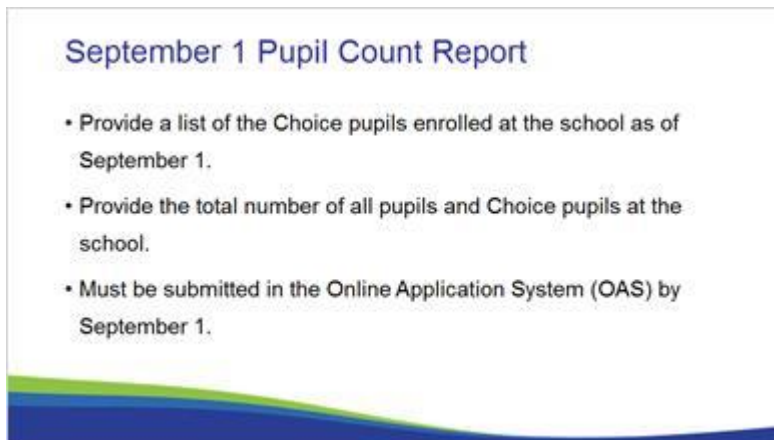 September 1 Pupil Count Report
• Provide a list of the Choice pupils enrolled at the school as of
September 1.
• Provide the total number of all pupils and Choice pupils at the
school.
• Must be submitted in the Online Application System (OAS) by
September 1.